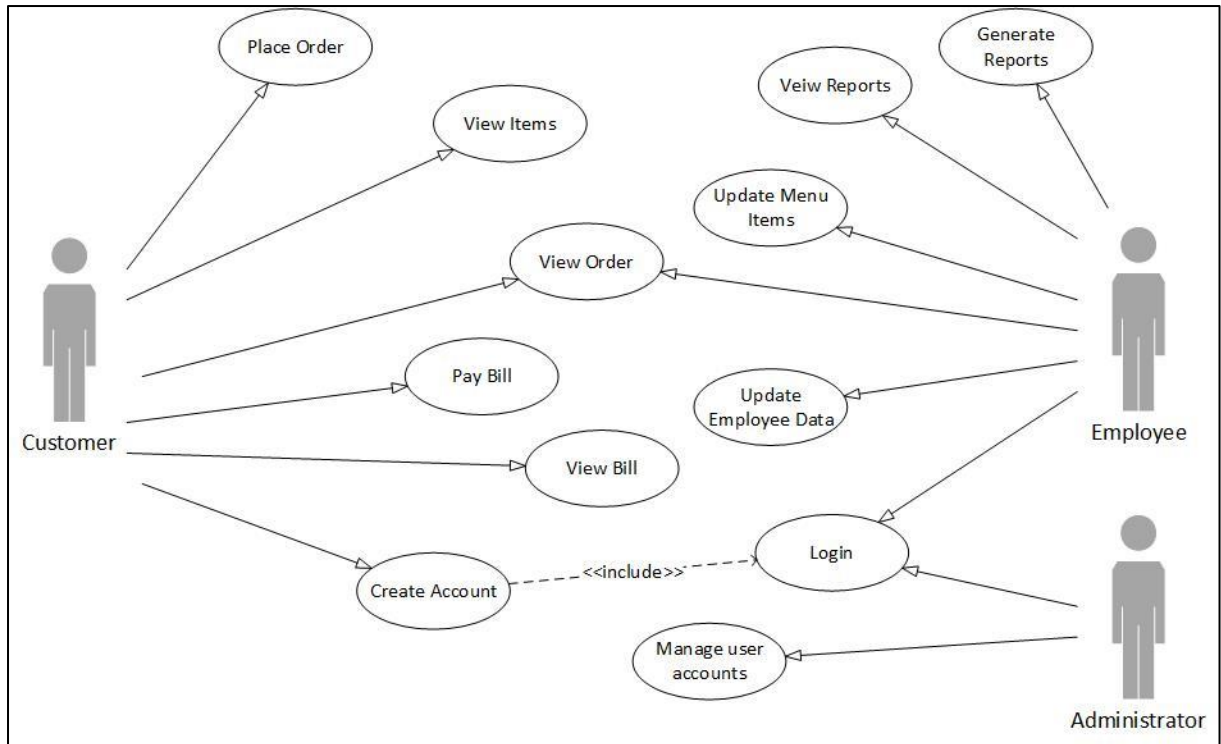 Place Order
Generate
Reports
Veiw Reports
View Items
Update Menu
Items
View Order
Pay Bill
Update
Employee Data
Customer
Employee
View Bill
Login
<<include>>
Create Account
Manage user
accounts
Administrator